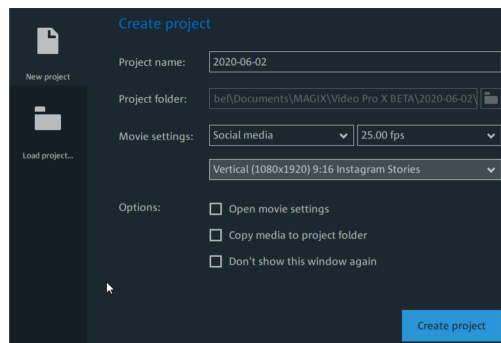 Create project
New project
Load project...
Project name: 2020-06-02
Project folder: bel\Documents\MAGIX\Video Pro X BETA\2020-06-02\
Movie settings: Social media 25.00 fps
Vertical (1080x1920) 9:16 Instagram Stories
Options: Open movie settings
Copy media to project folder
Don't show this window again
Create project